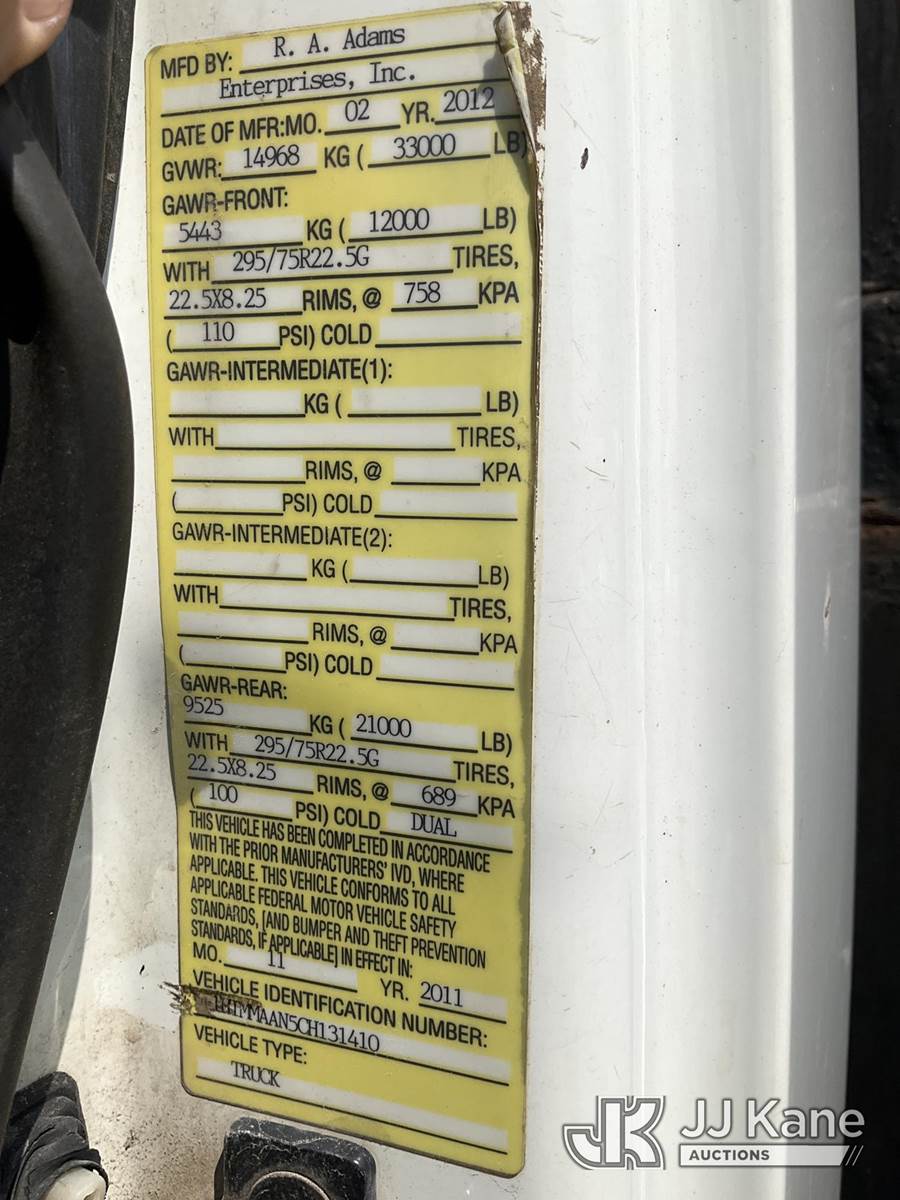 MFD BY: R. A. Adams
Enterprises, Inc.
DATE OF MFR:MO. 02 YR. 2012
GVWR: 14968 KG ( 33000 LB)
GAWR-FRONT:
5443 KG ( 12000 LB)
WITH 295/75R22.5G TIRES,
22.5X8.25 RIMS, @ 758 KPA
( 110 PSI) COLD
GAWR-INTERMEDIATE(1):
KG ( LB)
WITH TIRES,
RIMS, @ KPA
( PSI) COLD
GAWR-INTERMEDIATE(2):
KG ( LB)
WITH TIRES,
RIMS, @ KPA
( PSI) COLD
GAWR-REAR:
9525 KG ( 21000 LB)
WITH 295/75R22.5G TIRES,
22.5X8.25 RIMS, @ 689 KPA
( 100 PSI) COLD DUAL
THIS VEHICLE HAS BEEN COMPLETED IN ACCORDANCE
WITH THE PRIOR MANUFACTURERS' IVD, WHERE
APPLICABLE. THIS VEHICLE CONFORMS TO ALL
APPLICABLE FEDERAL MOTOR VEHICLE SAFETY
STANDARDS, [AND BUMPER AND THEFT PREVENTION
STANDARDS, IF APPLICABLE] IN EFFECT IN:
MO. 11 YR. 2011
VEHICLE IDENTIFICATION NUMBER:
1HTMMAAN5CH131410
VEHICLE TYPE:
TRUCK
JK JJ Kane
AUCTIONS